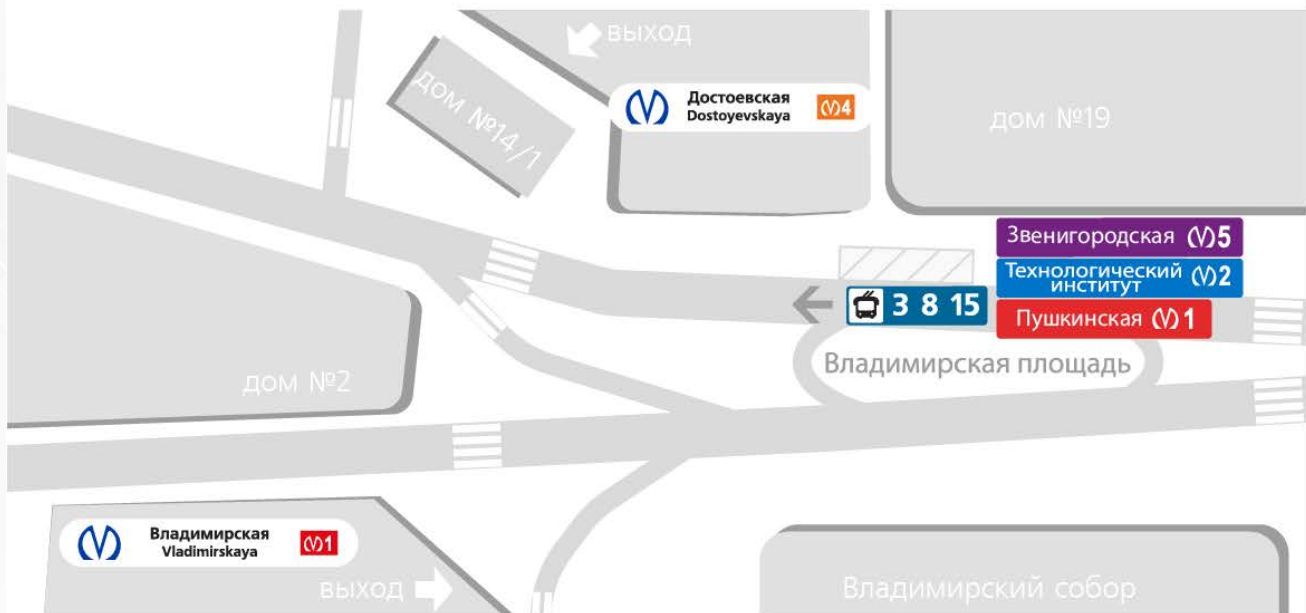 ВЫХОД
Достоевская
Dostoyevskaya
4
дом №14/1
дом №19
Звенигородская 5
Технологический
институт 2
3 8 15
Пушкинская 1
Владимирская площадь
дом №2
Владимирская
Vladimirskaya
1
ВЫХОД
Владимирский собор